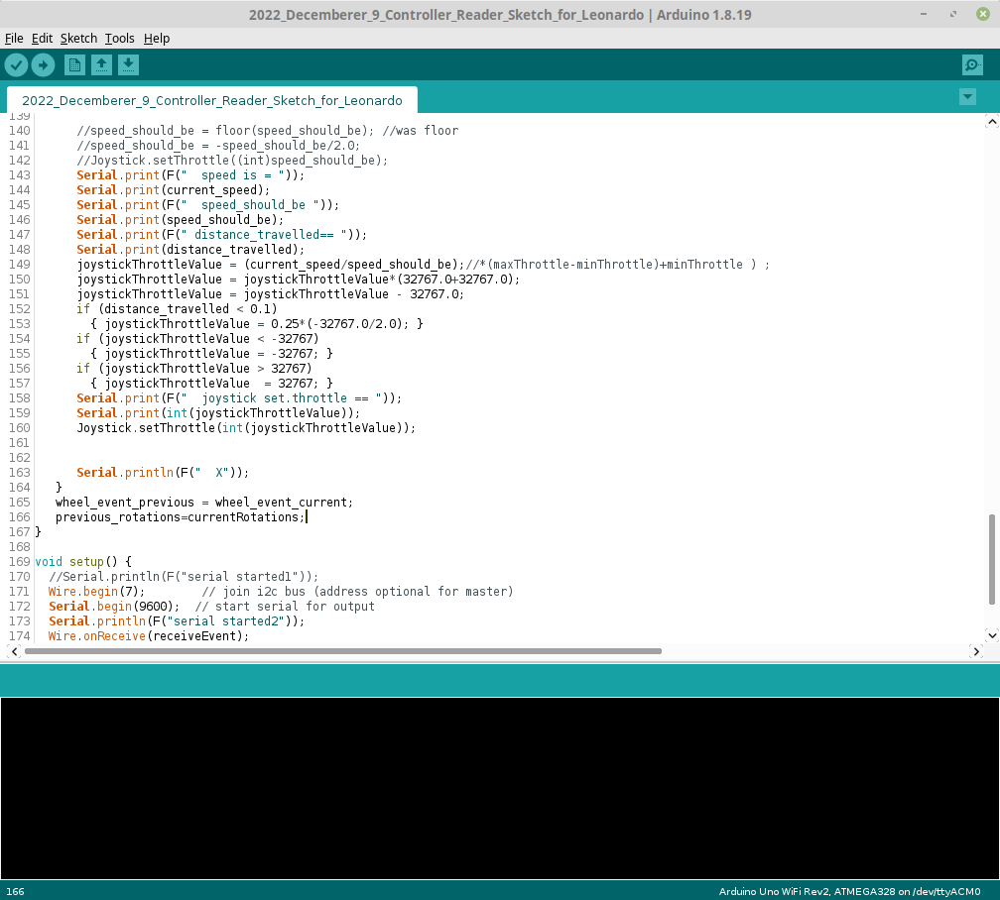 2022_Decemberer_9_Controller_Reader_Sketch_for_Leonardo | Arduino 1.8.19
File Edit Sketch Tools Help
2022_Decemberer_9_Controller_Reader_Sketch_for_Leonardo
139
140 //speed_should_be = floor(speed_should_be); //was floor
141 //speed_should_be = -speed_should_be/2.0;
142 //Joystick.setThrottle((int)speed_should_be);
143 Serial.print(F("  speed is = "));
144 Serial.print(current_speed);
145 Serial.print(F("  speed_should_be "));
146 Serial.print(speed_should_be);
147 Serial.print(F(" distance_travelled== "));
148 Serial.print(distance_travelled);
149 joystickThrottleValue = (current_speed/speed_should_be);//*(maxThrottle-minThrottle)+minThrottle ) ;
150 joystickThrottleValue = joystickThrottleValue*(32767.0+32767.0);
151 joystickThrottleValue = joystickThrottleValue - 32767.0;
152 if (distance_travelled < 0.1)
153 { joystickThrottleValue = 0.25*(-32767.0/2.0); }
154 if (joystickThrottleValue < -32767)
155 { joystickThrottleValue = -32767; }
156 if (joystickThrottleValue > 32767)
157 { joystickThrottleValue  = 32767; }
158 Serial.print(F("  joystick set.throttle == "));
159 Serial.print(int(joystickThrottleValue));
160 Joystick.setThrottle(int(joystickThrottleValue));
161
162
163 Serial.println(F("  X"));
164 }
165 wheel_event_previous = wheel_event_current;
166 previous_rotations=currentRotations;
167 }
168
169 void setup() {
170 //Serial.println(F("serial started1"));
171 Wire.begin(7);        // join i2c bus (address optional for master)
172 Serial.begin(9600);  // start serial for output
173 Serial.println(F("serial started2"));
174 Wire.onReceive(receiveEvent);
166 Arduino Uno WiFi Rev2, ATMEGA328 on /dev/ttyACM0